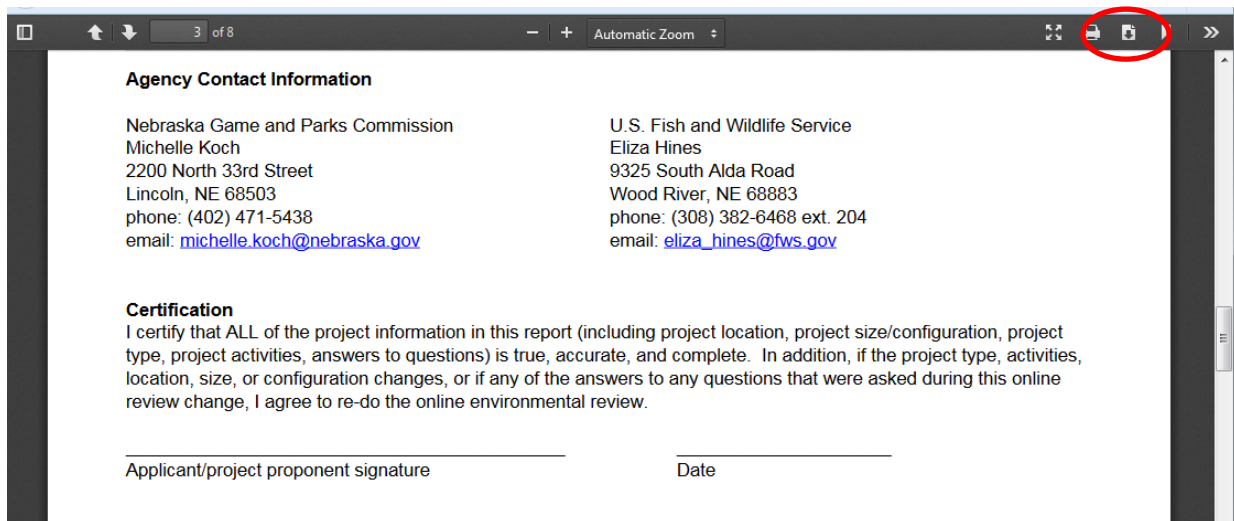 3 of 8
Automatic Zoom
Agency Contact Information
Nebraska Game and Parks Commission
Michelle Koch
2200 North 33rd Street
Lincoln, NE 68503
phone: (402) 471-5438
email: michelle.koch@nebraska.gov
U.S. Fish and Wildlife Service
Eliza Hines
9325 South Alda Road
Wood River, NE 68883
phone: (308) 382-6468 ext. 204
email: eliza_hines@fws.gov
Certification
I certify that ALL of the project information in this report (including project location, project size/configuration, project
type, project activities, answers to questions) is true, accurate, and complete.  In addition, if the project type, activities,
location, size, or configuration changes, or if any of the answers to any questions that were asked during this online
review change, I agree to re-do the online environmental review.
Applicant/project proponent signature
Date